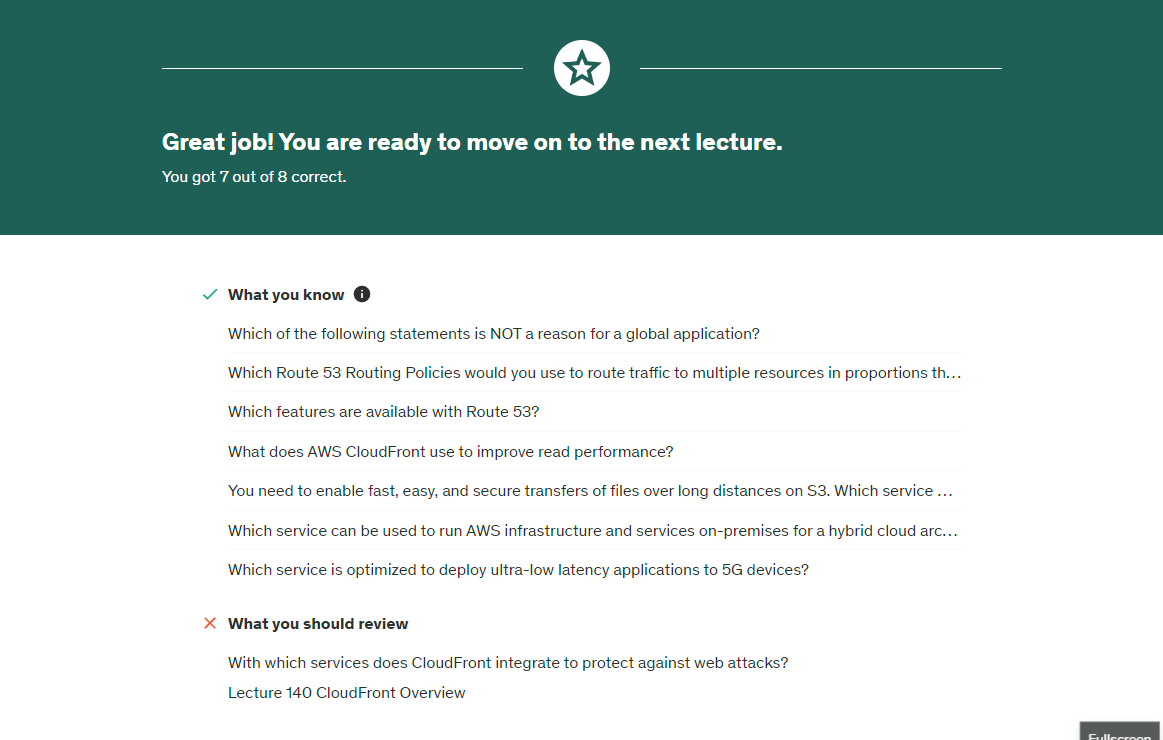 Great job! You are ready to move on to the next lecture.
You got 7 out of 8 correct.
What you know
Which of the following statements is NOT a reason for a global application?
Which Route 53 Routing Policies would you use to route traffic to multiple resources in proportions th...
Which features are available with Route 53?
What does AWS CloudFront use to improve read performance?
You need to enable fast, easy, and secure transfers of files over long distances on S3. Which service ...
Which service can be used to run AWS infrastructure and services on-premises for a hybrid cloud arc...
Which service is optimized to deploy ultra-low latency applications to 5G devices?
What you should review
With which services does CloudFront integrate to protect against web attacks?
Lecture 140 CloudFront Overview
Fullscreen